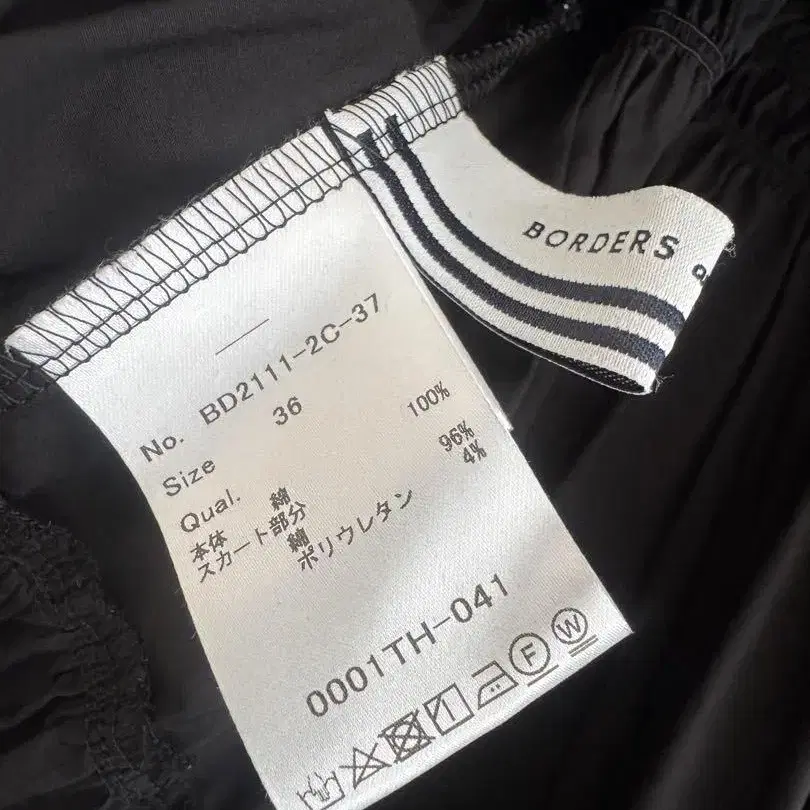 BORDERS
No. BD2111-2C-37
Size 36
Qual.
本体 綿 100%
スカート部分
綿 96%
ポリウレタン 4%
0001TH-041
F W